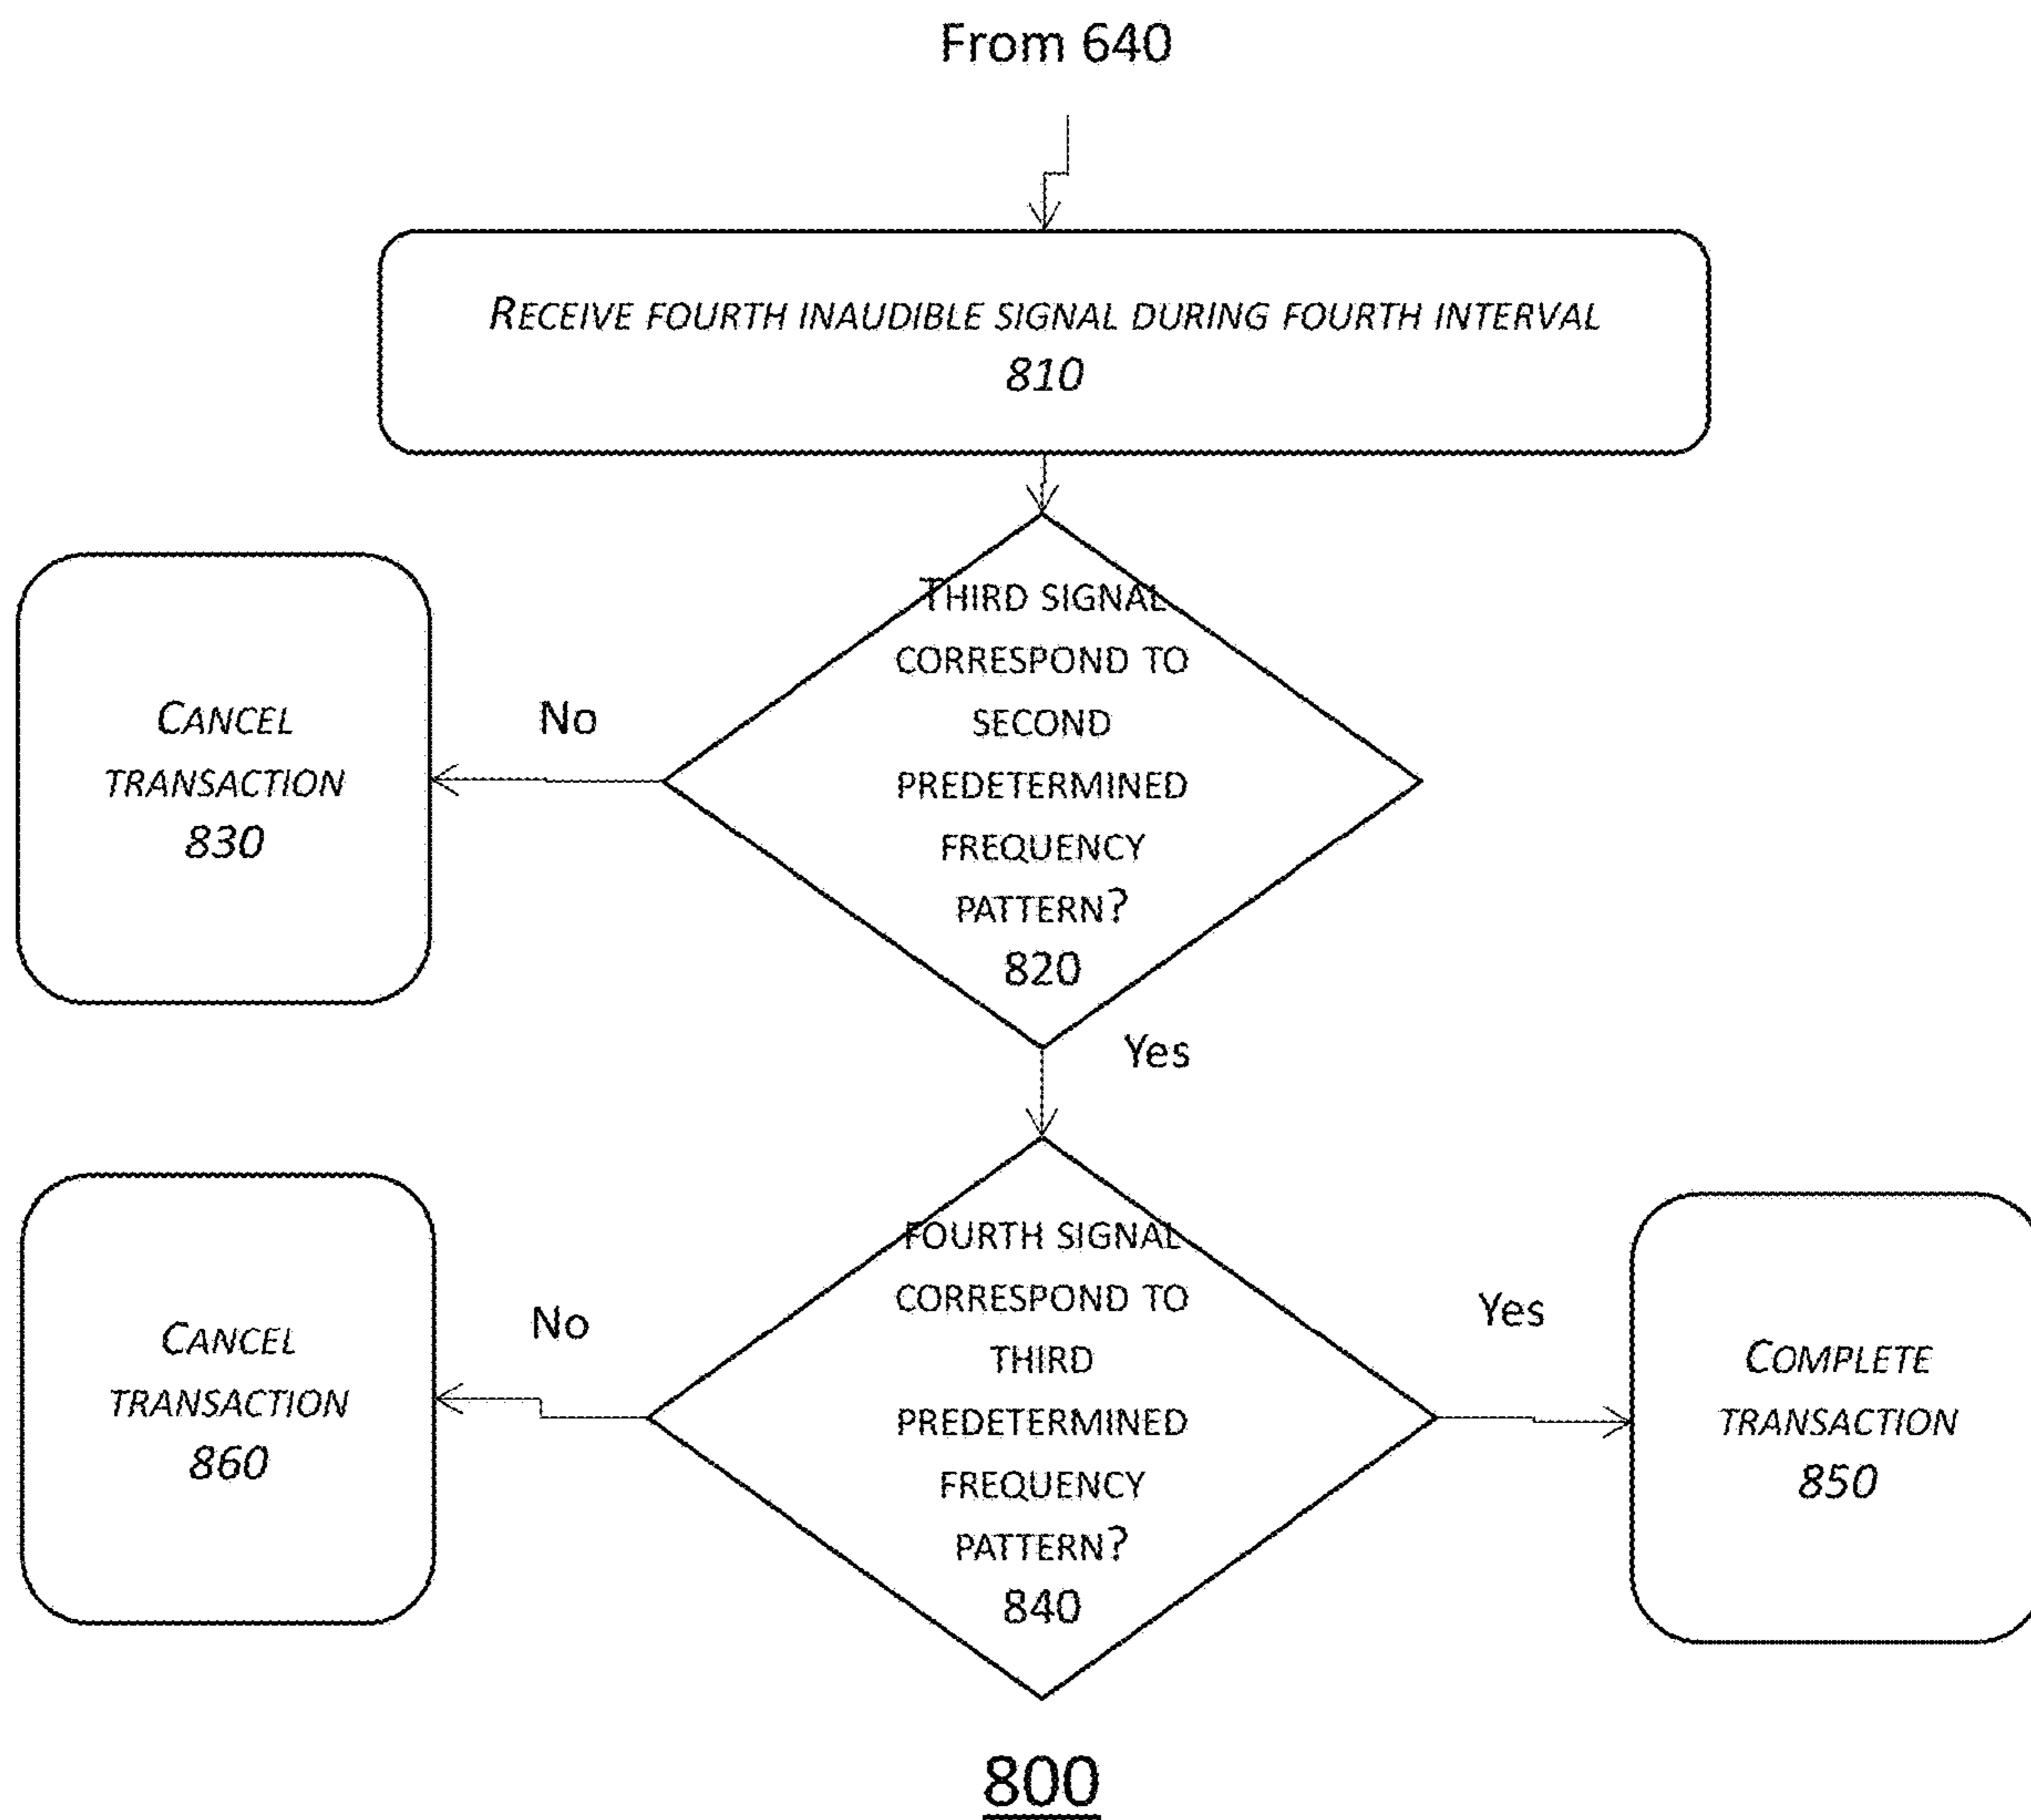 From 640
RECEIVE FOURTH INAUDIBLE SIGNAL DURING FOURTH INTERVAL
810
THIRD SIGNAL
CORRESPOND TO
SECOND
PREDETERMINED
FREQUENCY
PATTERN?
820
No
CANCEL
TRANSACTION
830
Yes
FOURTH SIGNAL
CORRESPOND TO
THIRD
PREDETERMINED
FREQUENCY
PATTERN?
840
No
CANCEL
TRANSACTION
860
Yes
COMPLETE
TRANSACTION
850
800